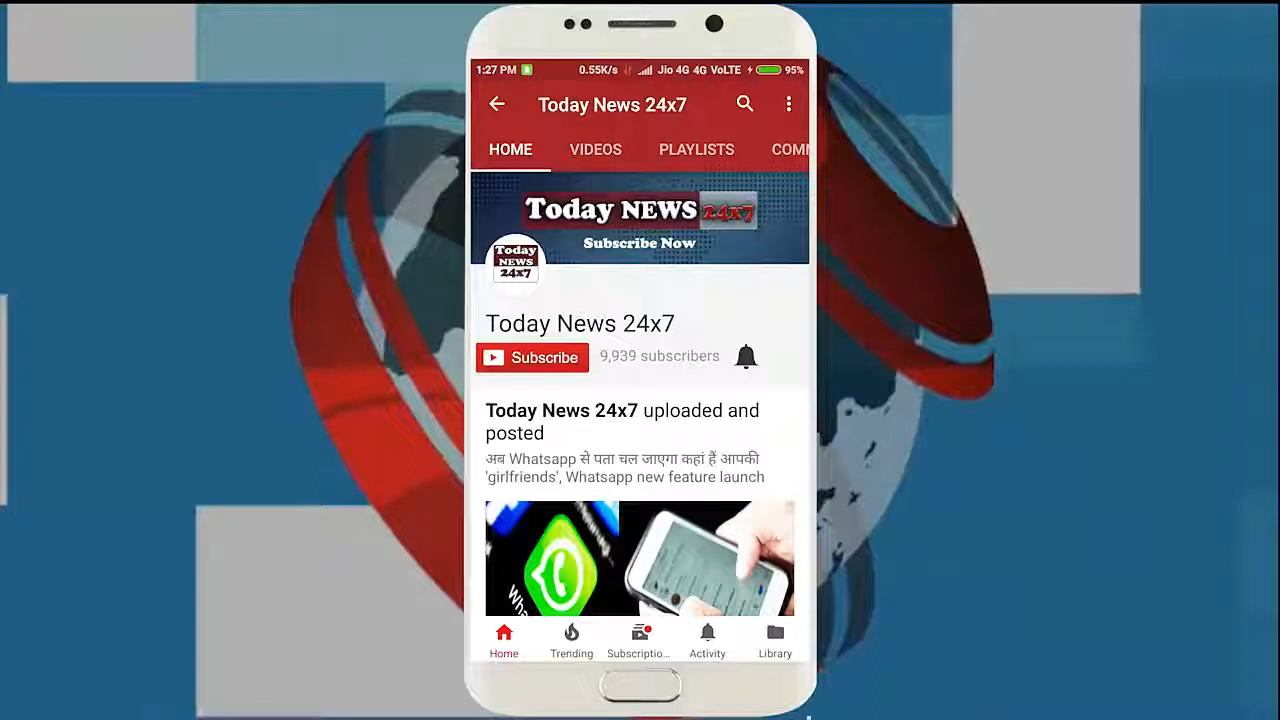 1:27 PM 0.55K/s Jio 4G 4G VoLTE 95%
Today News 24x7
HOME VIDEOS PLAYLISTS COMM
Today NEWS 24x7
Subscribe Now
Today
NEWS
24x7
Today News 24x7
Subscribe 9,939 subscribers
Today News 24x7 uploaded and
posted
अब Whatsapp से पता चल जाएगा कहां हैं आपकी
'girlfriends', Whatsapp new feature launch
Home Trending Subscriptio... Activity Library